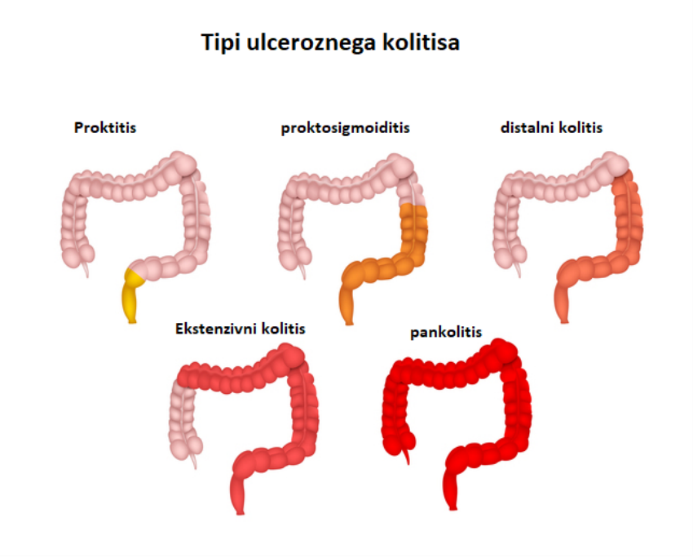 Tipi ulceroznega kolitisa
Proktitis
proktosigmoiditis
distalni kolitis
Ekstenzivni kolitis
pankolitis